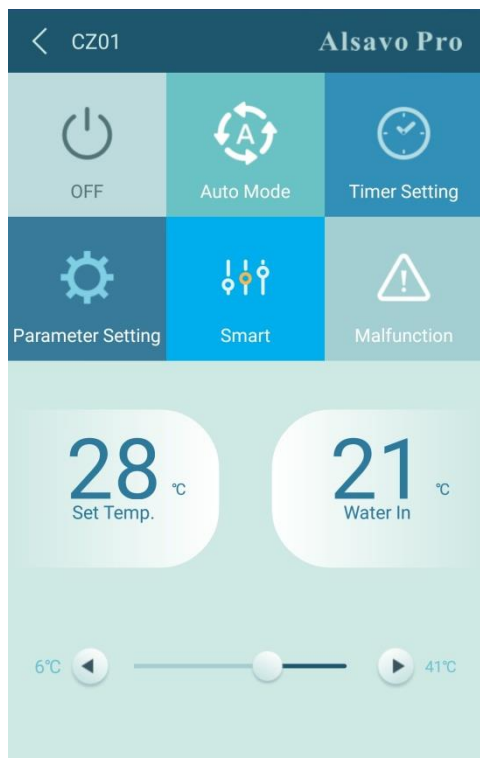 CZ01 Alsavo Pro
A
OFF Auto Mode Timer Setting
Parameter Setting Smart Malfunction
28 ℃ 21 ℃
Set Temp. Water In
6℃ 41℃